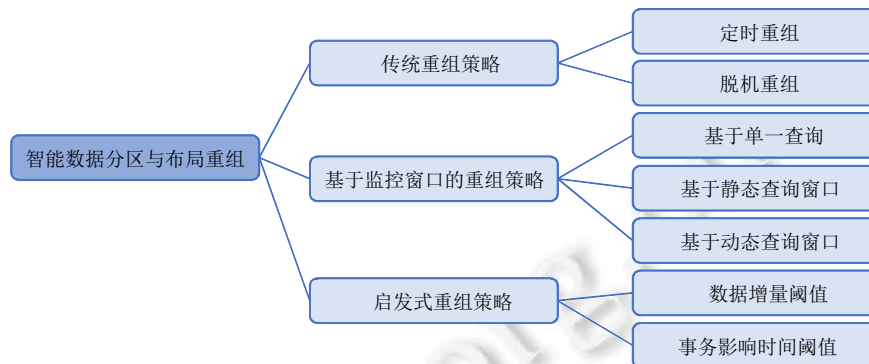 智能数据分区与布局重组
传统重组策略
定时重组
脱机重组
基于监控窗口的重组策略
基于单一查询
基于静态查询窗口
基于动态查询窗口
启发式重组策略
数据增量阈值
事务影响时间阈值